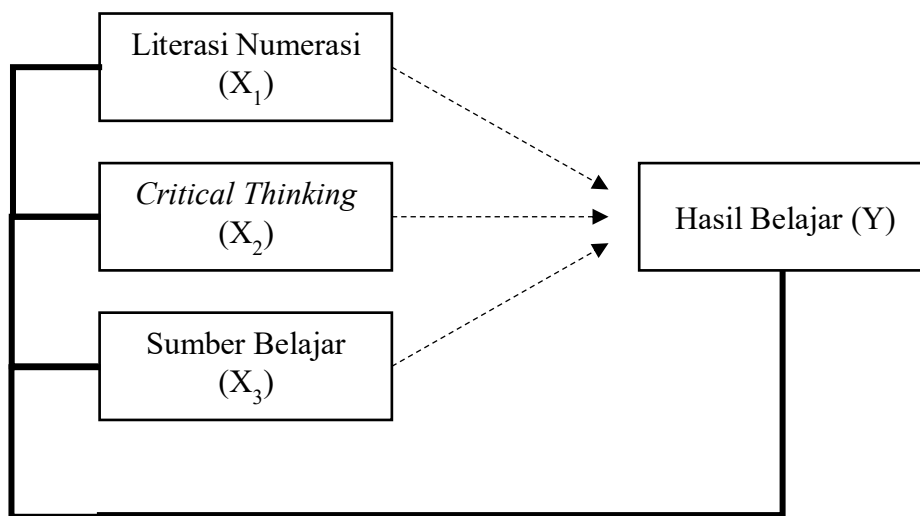 Literasi Numerasi
(X₁)
Critical Thinking
(X₂)
Hasil Belajar (Y)
Sumber Belajar
(X₃)